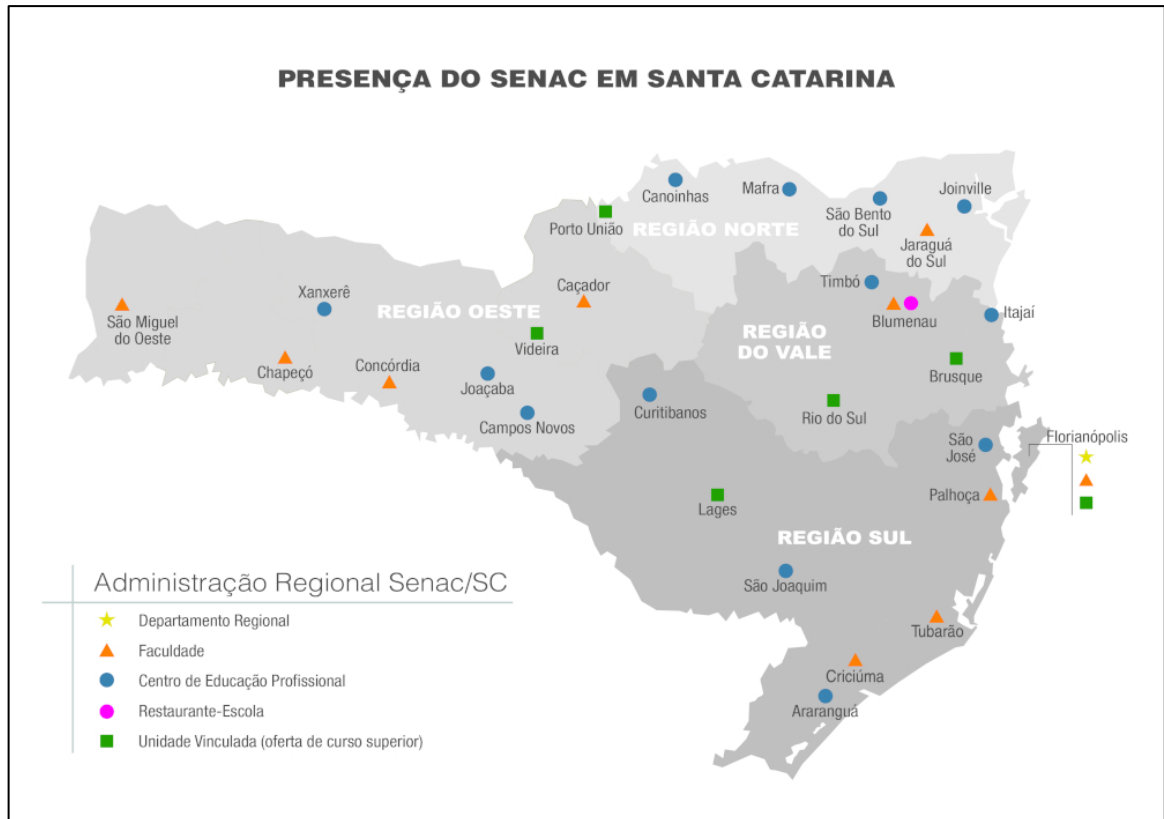 PRESENÇA DO SENAC EM SANTA CATARINA
Canoinhas
Mafra
São Bento
do Sul
Joinville
Porto União
REGIÃO NORTE
Jaraguá
do Sul
Xanxerê
Caçador
Timbó
São Miguel
do Oeste
REGIÃO OESTE
Blumenau
Itajaí
Videira
REGIÃO
DO VALE
Chapeçó
Concórdia
Joaçaba
Brusque
Campos Novos
Curitibanos
Rio do Sul
São
José
Florianópolis
Palhoça
Lages
REGIÃO SUL
São Joaquim
Tubarão
Criciúma
Araranguá
Administração Regional Senac/SC
Departamento Regional
Faculdade
Centro de Educação Profissional
Restaurante-Escola
Unidade Vinculada (oferta de curso superior)